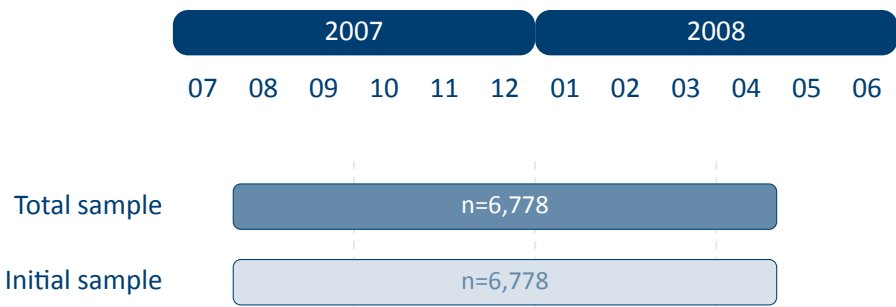 2007 2008
07 08 09 10 11 12 01 02 03 04 05 06
Total sample n=6,778
Initial sample n=6,778